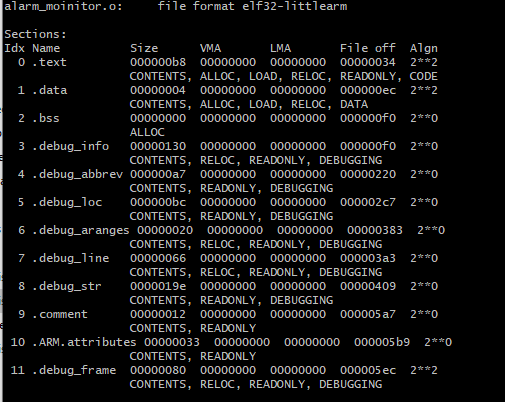 alarm_moinitor.o:     file format elf32-littlearm
Sections:
Idx Name          Size      VMA       LMA       File off  Algn
0 .text         000000b8  00000000  00000000  00000034  2**2
CONTENTS, ALLOC, LOAD, RELOC, READONLY, CODE
1 .data         00000004  00000000  00000000  000000ec  2**2
CONTENTS, ALLOC, LOAD, RELOC, DATA
2 .bss          00000000  00000000  00000000  000000f0  2**0
ALLOC
3 .debug_info   00000130  00000000  00000000  000000f0  2**0
CONTENTS, RELOC, READONLY, DEBUGGING
4 .debug_abbrev 000000a7  00000000  00000000  00000220  2**0
CONTENTS, READONLY, DEBUGGING
5 .debug_loc    000000bc  00000000  00000000  000002c7  2**0
CONTENTS, READONLY, DEBUGGING
6 .debug_aranges 00000020  00000000  00000000  00000383  2**0
CONTENTS, RELOC, READONLY, DEBUGGING
7 .debug_line   00000066  00000000  00000000  000003a3  2**0
CONTENTS, RELOC, READONLY, DEBUGGING
8 .debug_str    0000019e  00000000  00000000  00000409  2**0
CONTENTS, READONLY, DEBUGGING
9 .comment      00000012  00000000  00000000  000005a7  2**0
CONTENTS, READONLY
10 .ARM.attributes 00000033  00000000  00000000  000005b9  2**0
CONTENTS, READONLY
11 .debug_frame  00000080  00000000  00000000  000005ec  2**2
CONTENTS, RELOC, READONLY, DEBUGGING